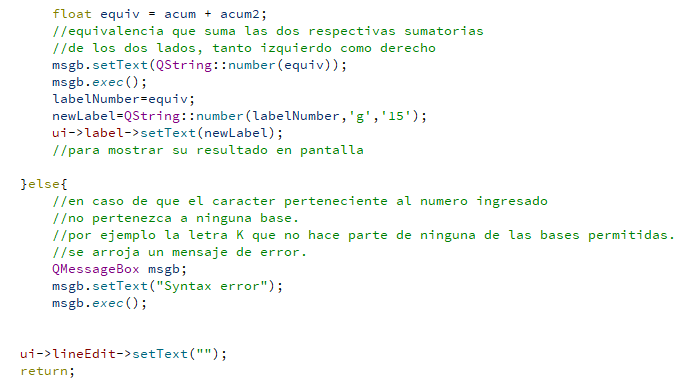 float equiv = acum + acum2;
//equivalencia que suma las dos respectivas sumatorias
//de los dos lados, tanto izquierdo como derecho
msgb.setText(QString::number(equiv));
msgb.exec();
labelNumber=equiv;
newLabel=QString::number(labelNumber,'g','15');
ui->label->setText(newLabel);
//para mostrar su resultado en pantalla
}else{
//en caso de que el caracter perteneciente al numero ingresado
//no pertenezca a ninguna base.
//por ejemplo la letra K que no hace parte de ninguna de las bases permitidas.
//se arroja un mensaje de error.
QMessageBox msgb;
msgb.setText("Syntax error");
msgb.exec();
ui->lineEdit->setText("");
return;